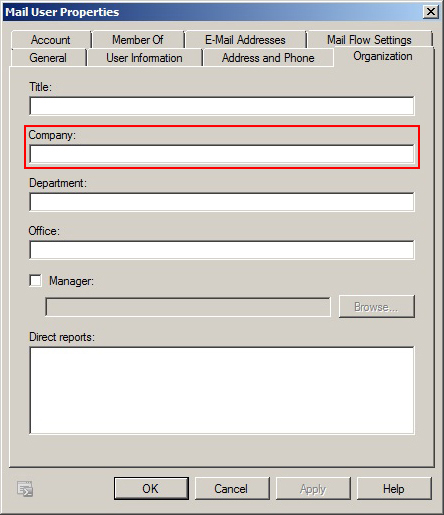 Mail User Properties
Account Member Of E-Mail Addresses Mail Flow Settings
General User Information Address and Phone Organization
Title:
Company:
Department:
Office:
Manager:
Browse...
Direct reports:
OK Cancel Apply Help